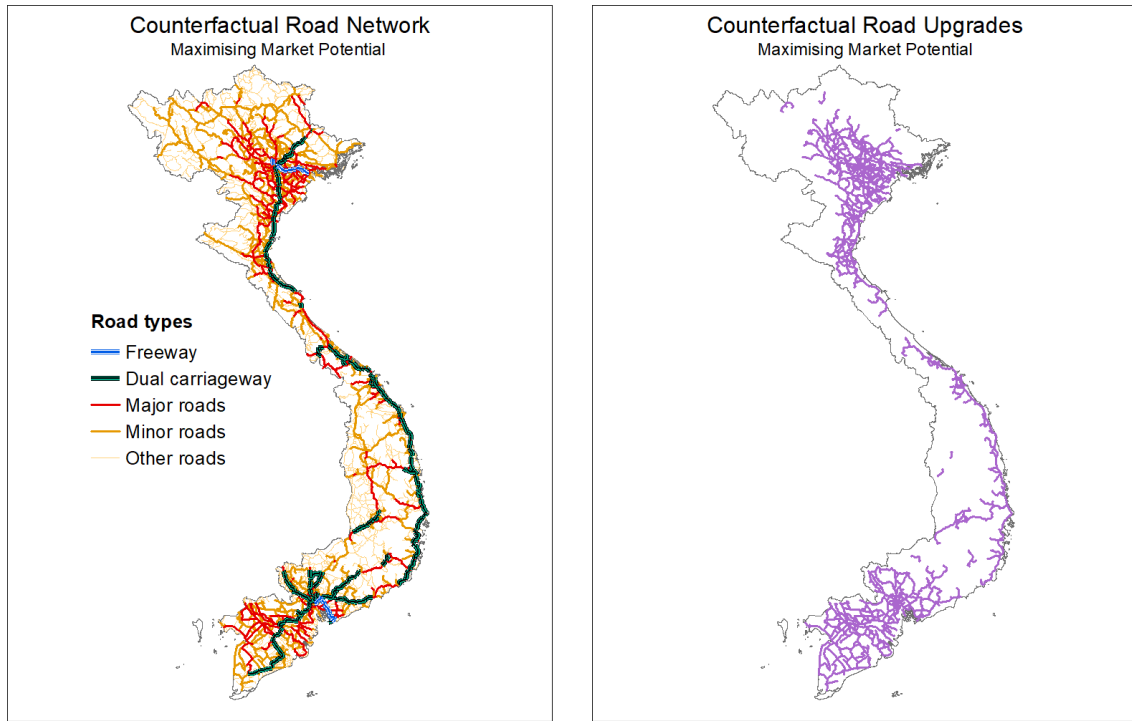 Counterfactual Road Network
Maximising Market Potential
Road types
Freeway
Dual carriageway
Major roads
Minor roads
Other roads
Counterfactual Road Upgrades
Maximising Market Potential